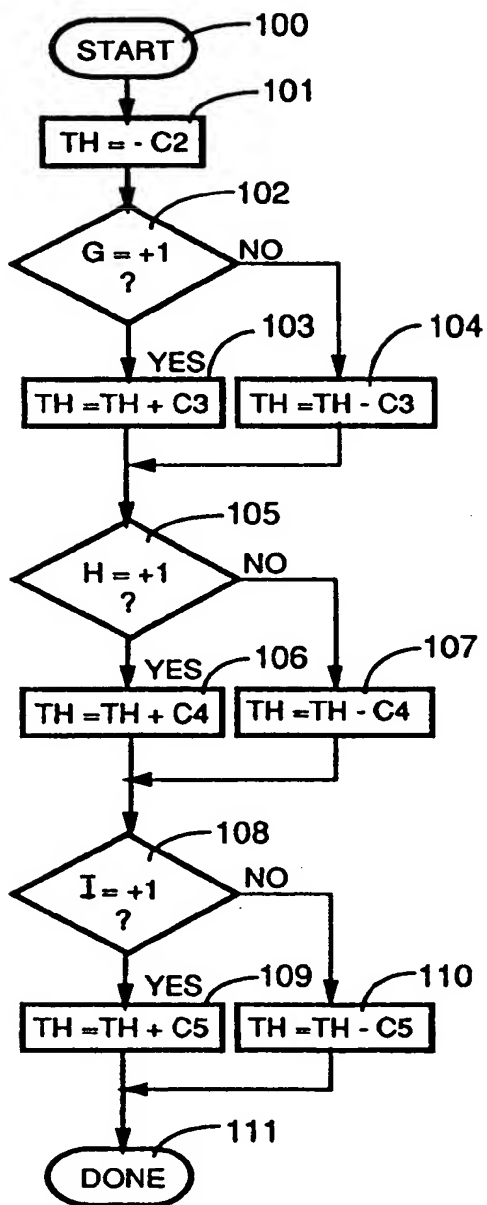 100
START
101
TH = - C2
102
G = +1
?
NO
YES
103
104
TH =TH + C3
TH =TH - C3
105
H = +1
?
NO
YES
106
107
TH =TH + C4
TH =TH - C4
108
I = +1
?
NO
YES
109
110
TH =TH + C5
TH =TH - C5
111
DONE